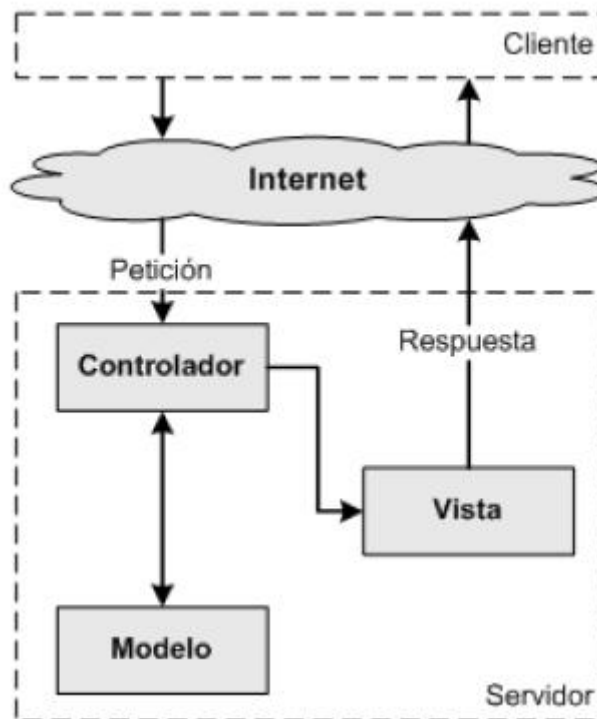 Cliente
Internet
Petición
Controlador
Respuesta
Vista
Modelo
Servidor